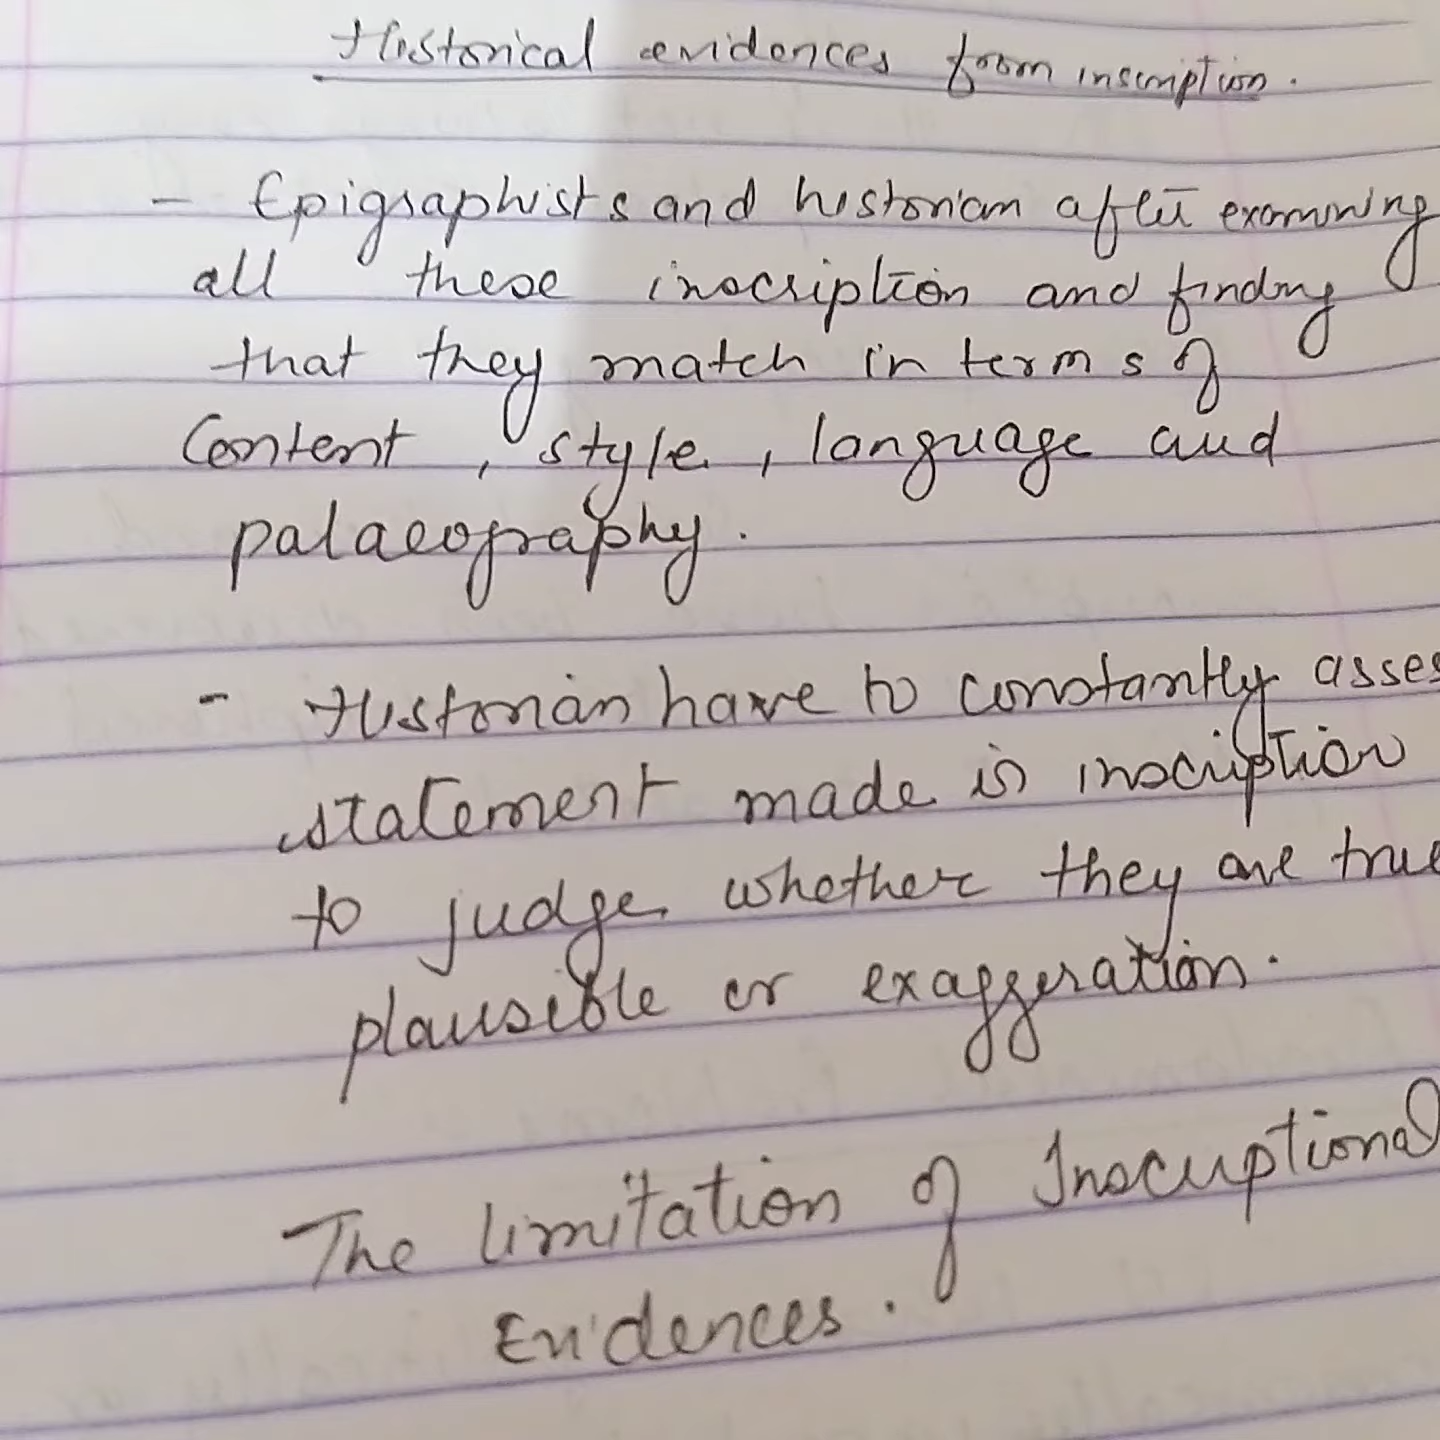 Historical evidences from inscription.
- Epigraphists and historian after examining
all these inscription and finding
that they match in terms of
Content, style, language and
palaeography.
- Historian have to constantly asses
statement made is inscription
to judge whether they are true
plausible or exaggeration.
The limitation of Inscriptional
Evidences.